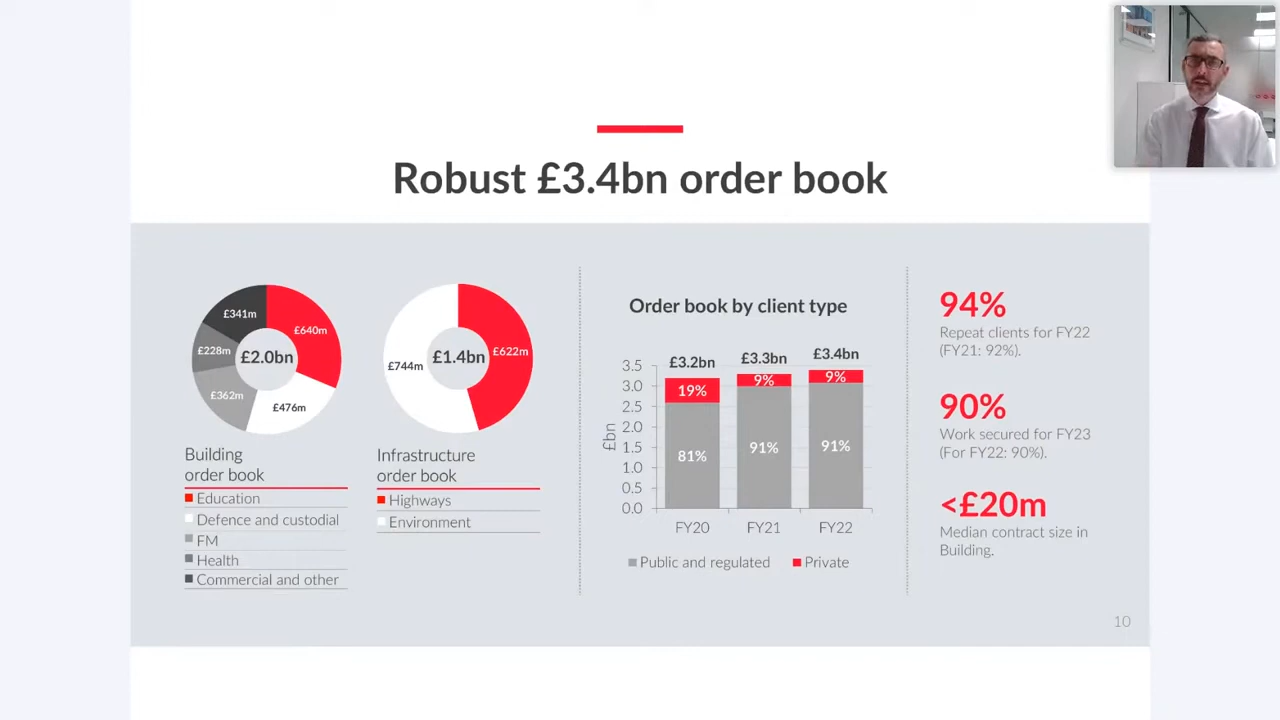 Robust £3.4bn order book
£341m
£640m
£228m
£2.0bn
£362m
£476m
Building
order book
Education
Defence and custodial
FM
Health
Commercial and other
£744m
£1.4bn
£622m
Infrastructure
order book
Highways
Environment
Order book by client type
£bn
3.5
3.0
2.5
2.0
1.5
1.0
0.5
0.0
£3.2bn
£3.3bn
£3.4bn
19%
9%
9%
81%
91%
91%
FY20
FY21
FY22
Public and regulated
Private
94%
Repeat clients for FY22
(FY21: 92%).
90%
Work secured for FY23
(For FY22: 90%).
<£20m
Median contract size in
Building.
10